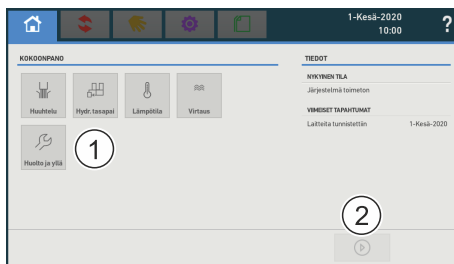 1-Kesä-2020
10:00
?
KOKOONPANO
Huuhtelu
Hydr. tasapai
Lämpötila
Virtaus
Huolto ja yllä
1
TIEDOT
NYKYINEN TILA
Järjestelmä toimeton
VIIMEISET TAPAHTUMAT
Laitteita tunnistettiin 1-Kesä-2020
2